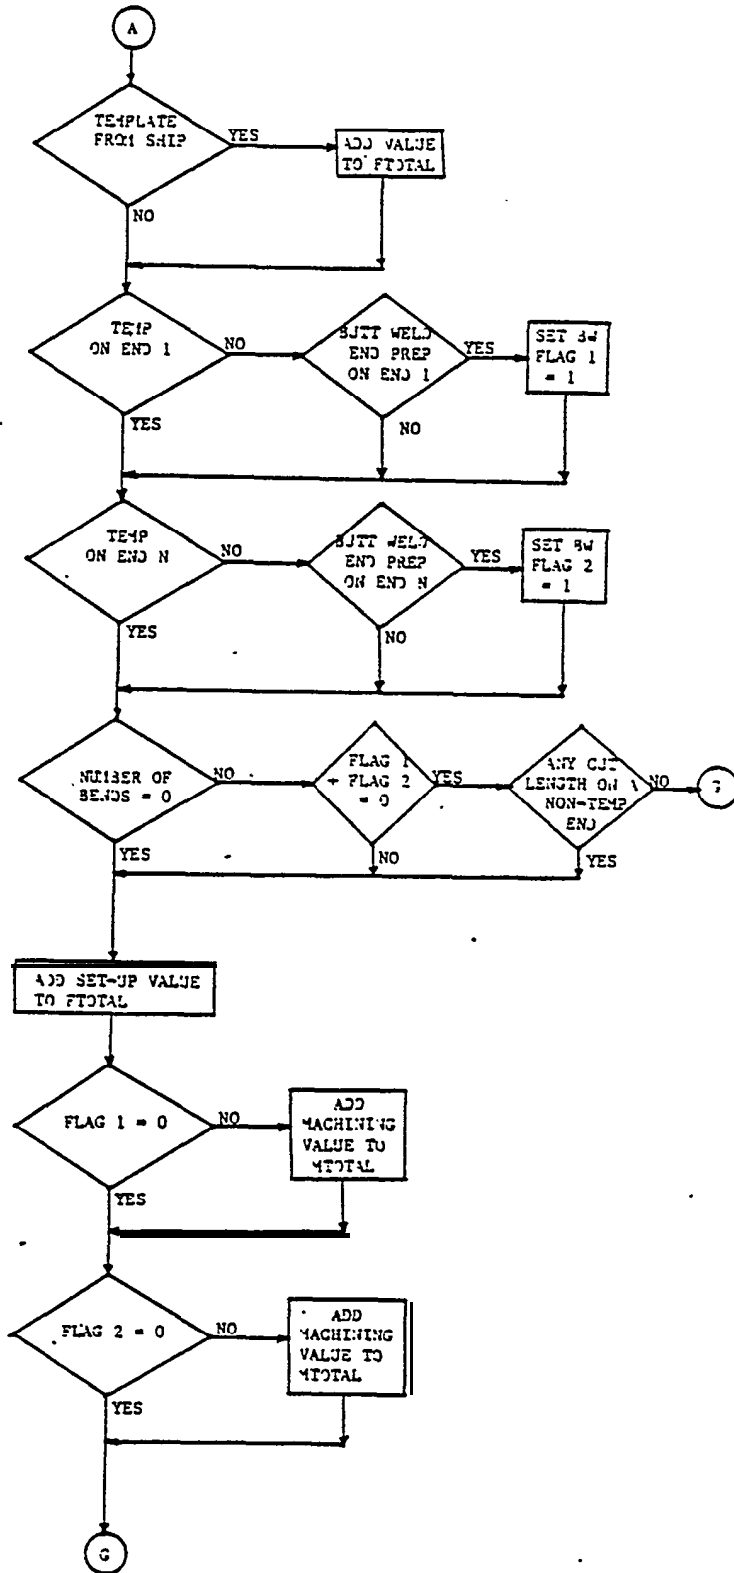 A
TEMPLATE
FROM SHIP
YES
ADD VALUE
TO FTOTAL
NO
TEMP
ON END 1
NO
BUTT WELD
END PREP
ON END 1
YES
SET BW
FLAG 1
= 1
YES
NO
TEMP
ON END N
NO
BUTT WELD
END PREP
ON END N
YES
SET BW
FLAG 2
= 1
YES
NO
NUMBER OF
BENDS = 0
NO
FLAG 1
+ FLAG 2
= 0
YES
ANY CUT
LENGTH ON A
NON-TEMP
END
NO
YES
NO
YES
ADD SET-UP VALUE
TO FTOTAL
FLAG 1 = 0
NO
ADD
MACHINING
VALUE TO
MTOTAL
YES
FLAG 2 = 0
NO
ADD
MACHINING
VALUE TO
MTOTAL
YES
G